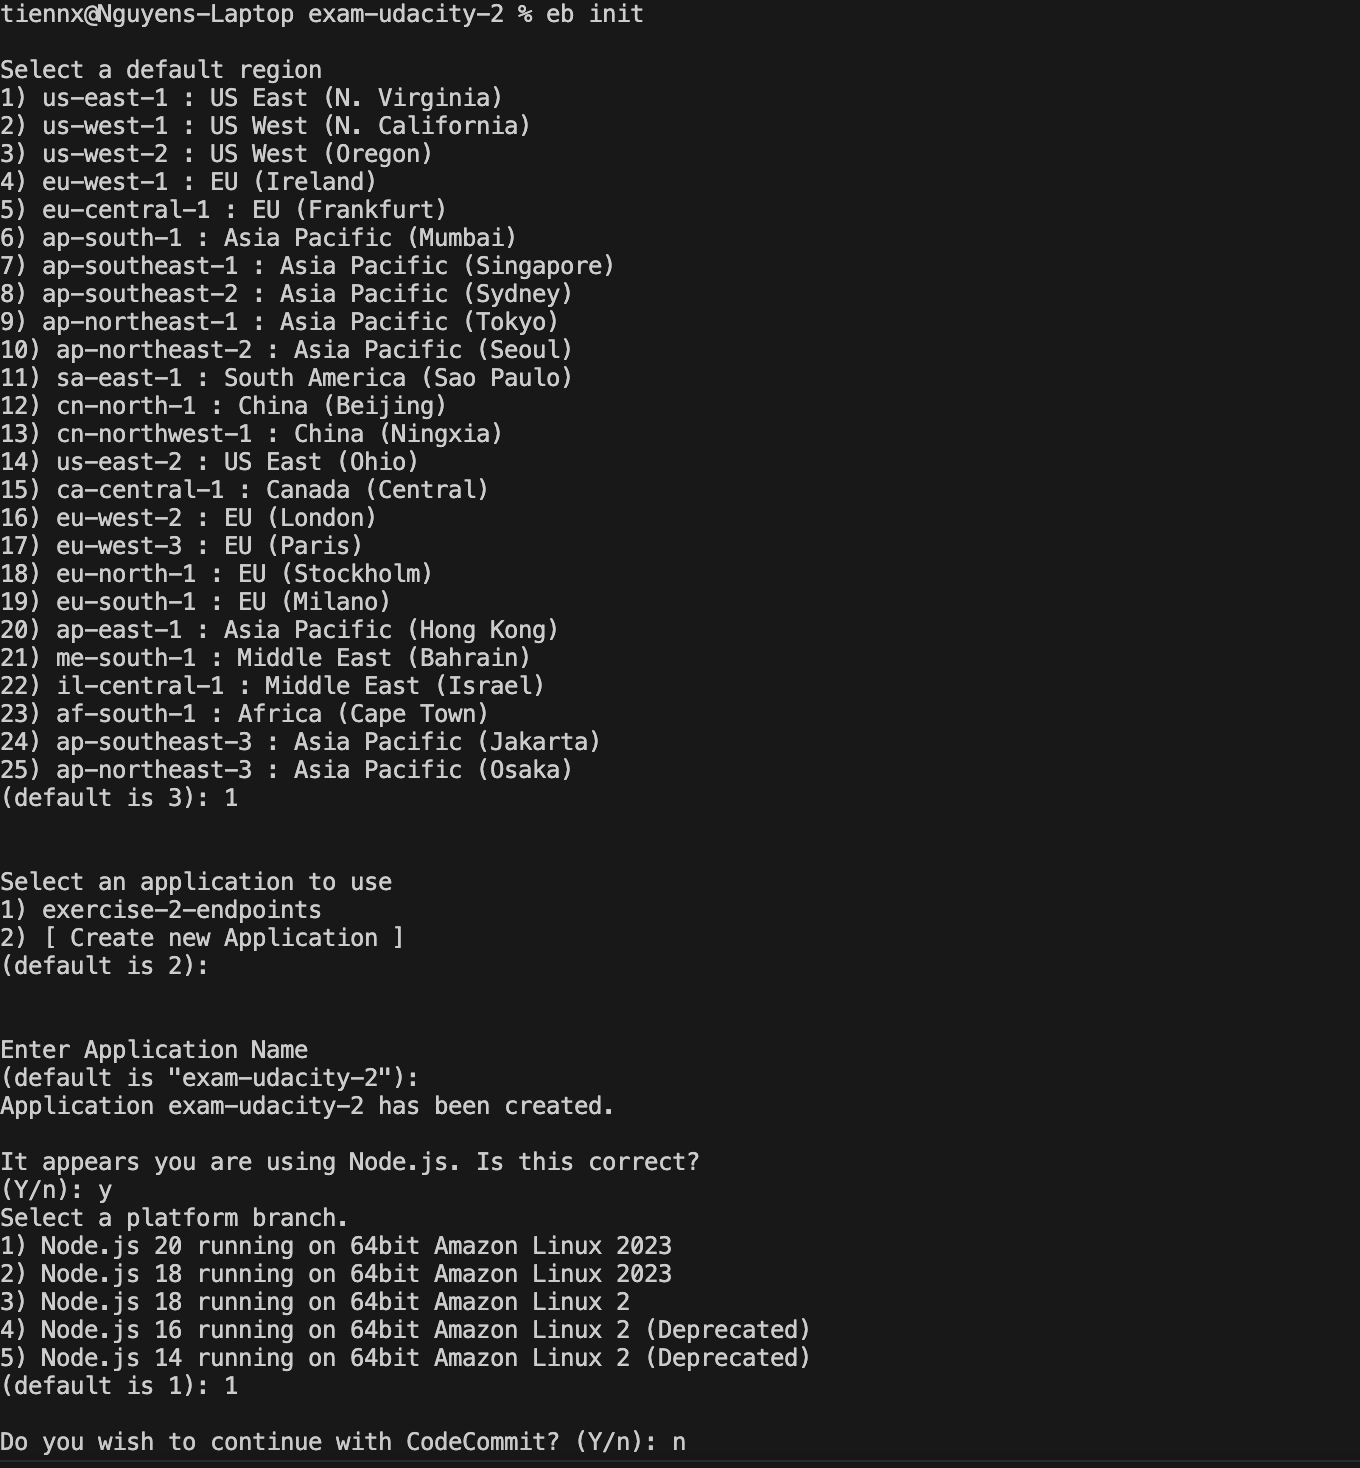 tiennx@Nguyens-Laptop exam-udacity-2 % eb init
Select a default region
1) us-east-1 : US East (N. Virginia)
2) us-west-1 : US West (N. California)
3) us-west-2 : US West (Oregon)
4) eu-west-1 : EU (Ireland)
5) eu-central-1 : EU (Frankfurt)
6) ap-south-1 : Asia Pacific (Mumbai)
7) ap-southeast-1 : Asia Pacific (Singapore)
8) ap-southeast-2 : Asia Pacific (Sydney)
9) ap-northeast-1 : Asia Pacific (Tokyo)
10) ap-northeast-2 : Asia Pacific (Seoul)
11) sa-east-1 : South America (Sao Paulo)
12) cn-north-1 : China (Beijing)
13) cn-northwest-1 : China (Ningxia)
14) us-east-2 : US East (Ohio)
15) ca-central-1 : Canada (Central)
16) eu-west-2 : EU (London)
17) eu-west-3 : EU (Paris)
18) eu-north-1 : EU (Stockholm)
19) eu-south-1 : EU (Milano)
20) ap-east-1 : Asia Pacific (Hong Kong)
21) me-south-1 : Middle East (Bahrain)
22) il-central-1 : Middle East (Israel)
23) af-south-1 : Africa (Cape Town)
24) ap-southeast-3 : Asia Pacific (Jakarta)
25) ap-northeast-3 : Asia Pacific (Osaka)
(default is 3): 1
Select an application to use
1) exercise-2-endpoints
2) [ Create new Application ]
(default is 2):
Enter Application Name
(default is "exam-udacity-2"):
Application exam-udacity-2 has been created.
It appears you are using Node.js. Is this correct?
(Y/n): y
Select a platform branch.
1) Node.js 20 running on 64bit Amazon Linux 2023
2) Node.js 18 running on 64bit Amazon Linux 2023
3) Node.js 18 running on 64bit Amazon Linux 2
4) Node.js 16 running on 64bit Amazon Linux 2 (Deprecated)
5) Node.js 14 running on 64bit Amazon Linux 2 (Deprecated)
(default is 1): 1
Do you wish to continue with CodeCommit? (Y/n): n